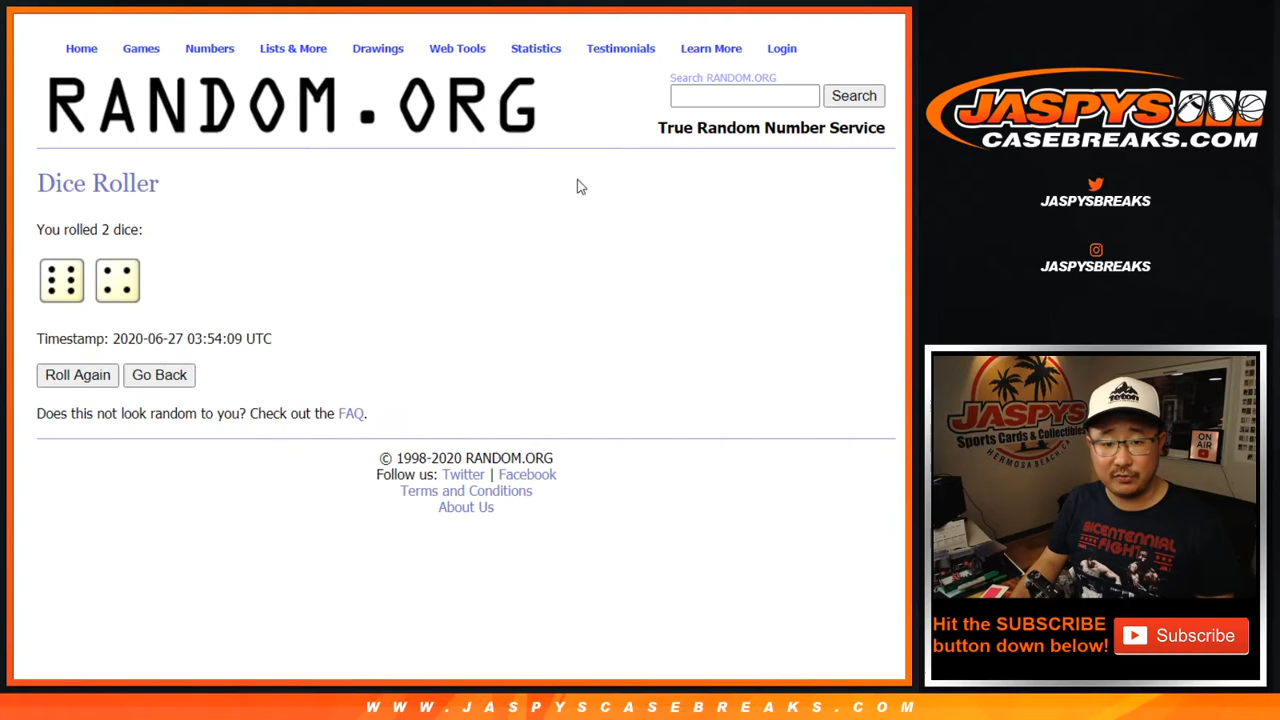 Home Games Numbers Lists & More Drawings Web Tools Statistics Testimonials Learn More Login
RANDOM.ORG
Search RANDOM.ORG
Search
True Random Number Service
Dice Roller
You rolled 2 dice:
Timestamp: 2020-06-27 03:54:09 UTC
Roll Again Go Back
Does this not look random to you? Check out the FAQ.
© 1998-2020 RANDOM.ORG
Follow us: Twitter | Facebook
Terms and Conditions
About Us
JASPYS
CASEBREAKS.COM
JASPYSBREAKS
JASPYSBREAKS
JASPYS
Sports Cards & Collectibles
HERMOSA BEACH, CA
TETON
ON
AIR
BICENTENNIAL
FIGHT
Hit the SUBSCRIBE
button down below!
Subscribe
WWW.JASPYSCASEBREAKS.COM